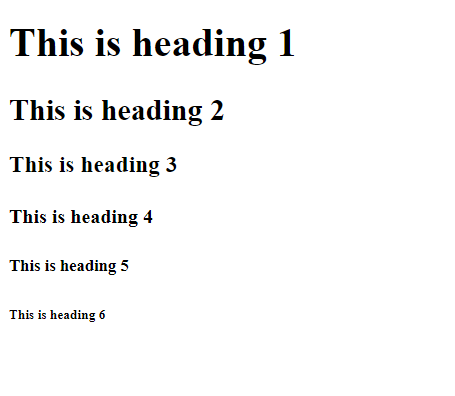 This is heading 1
This is heading 2
This is heading 3
This is heading 4
This is heading 5
This is heading 6